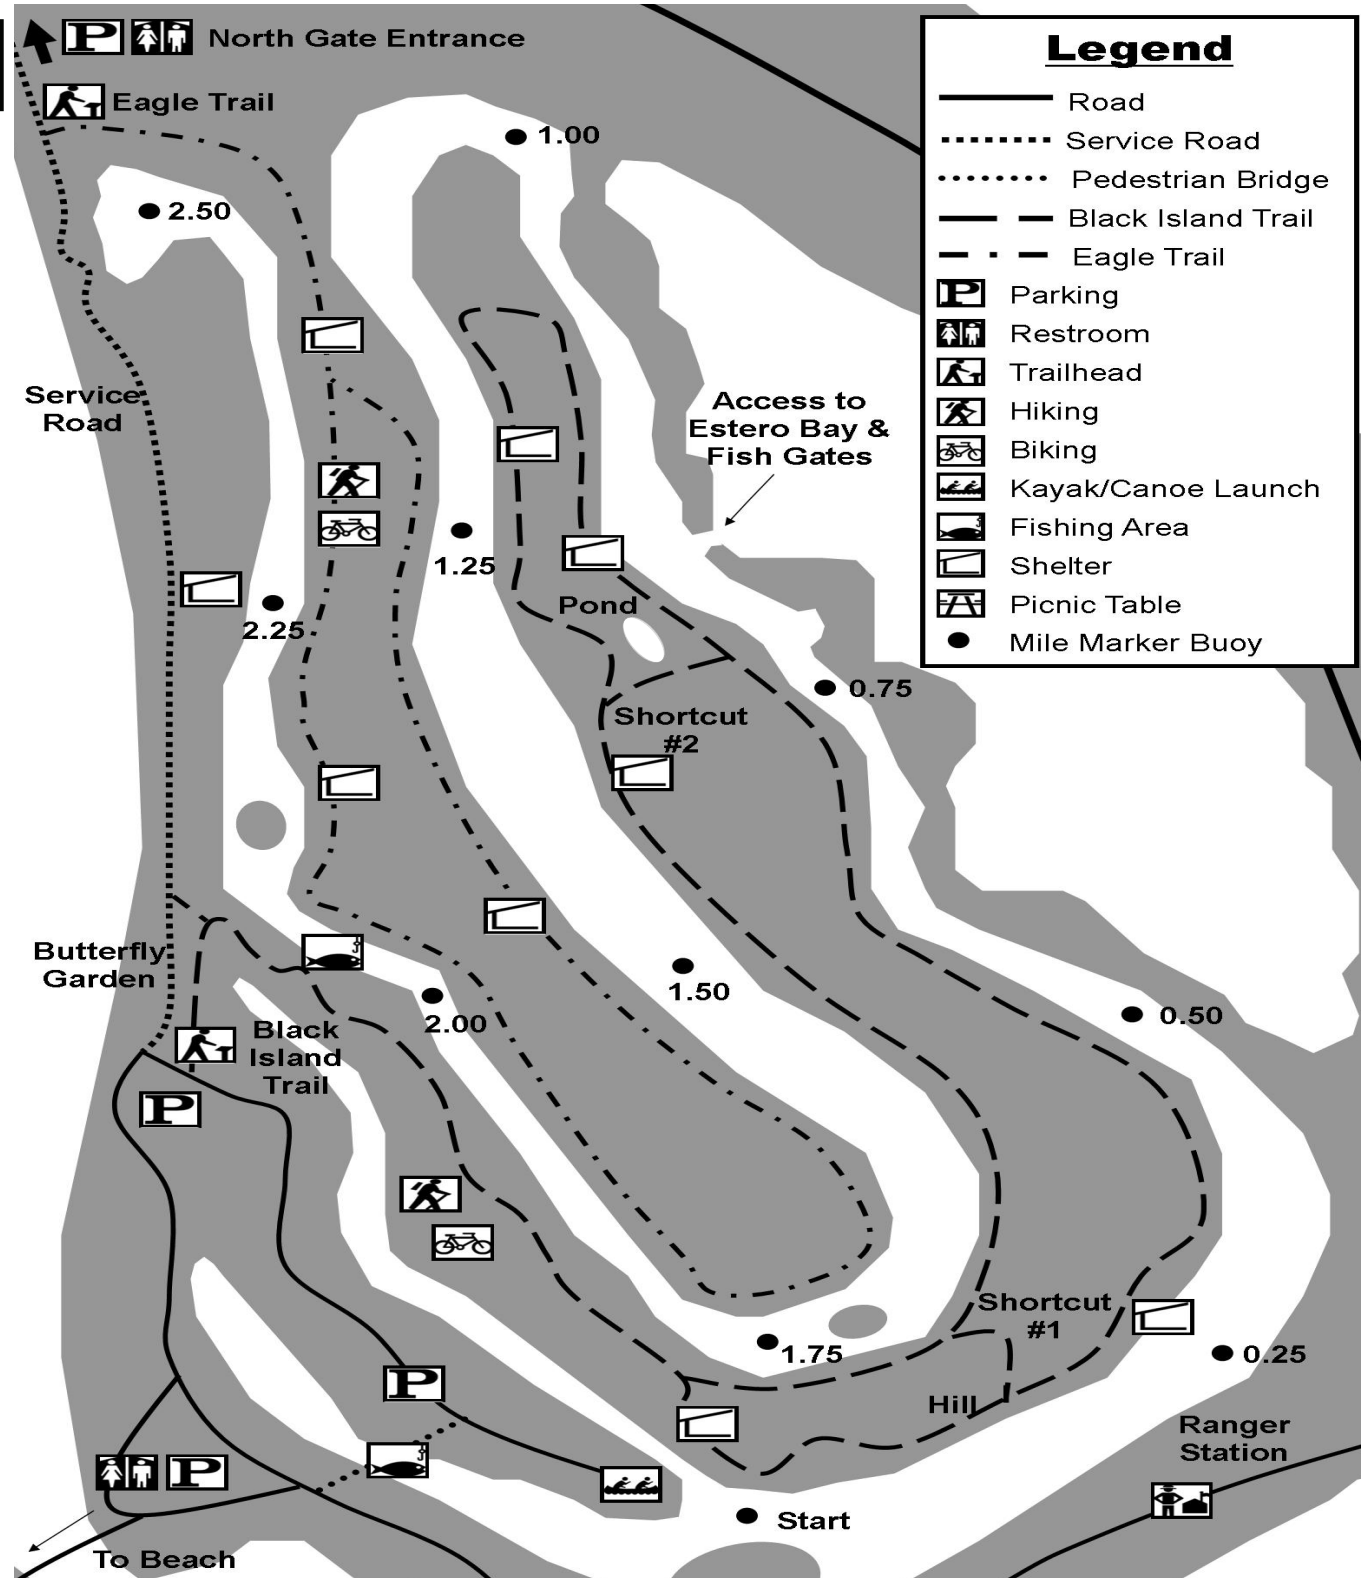 P
North Gate Entrance
Eagle Trail
1.00
2.50
Service
Road
Access to
Estero Bay &
Fish Gates
1.25
2.25
Pond
0.75
Shortcut
#2
Butterfly
Garden
1.50
2.00
0.50
Black
Island
Trail
P
Shortcut
#1
1.75
0.25
P
Hill
Ranger
Station
P
Start
To Beach
Legend
Road
Service Road
Pedestrian Bridge
Black Island Trail
Eagle Trail
P Parking
Restroom
Trailhead
Hiking
Biking
Kayak/Canoe Launch
Fishing Area
Shelter
Picnic Table
Mile Marker Buoy